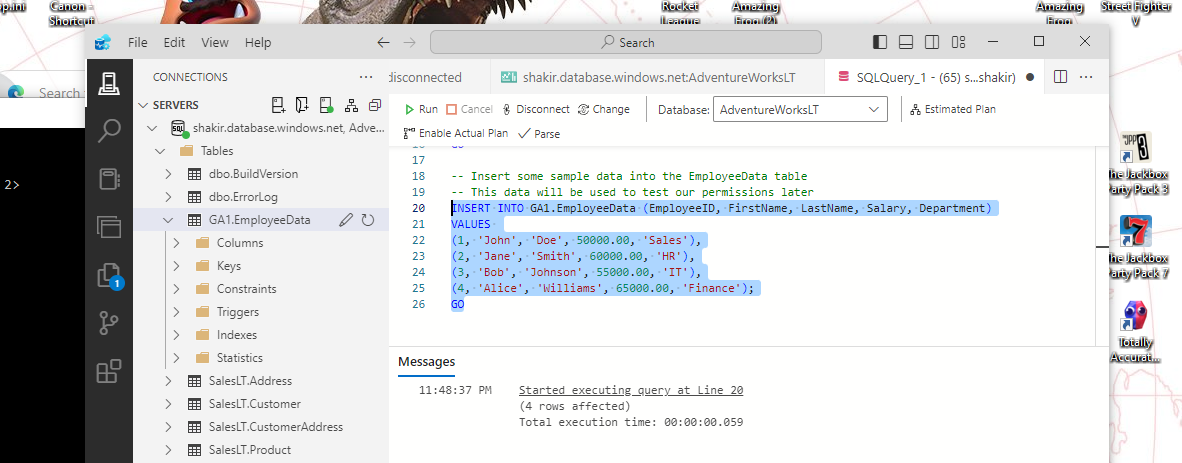 op.ini
Canon -
Shortcut
Rocket
League
Amazing
Frog (2)
Amazing
Frog
Street Fighter
V
File Edit View Help
Search
Search
CONNECTIONS
disconnected
shakir.database.windows.net:AdventureWorksLT
SQLQuery_1 - (65) s...shakir)
SERVERS
Run Cancel Disconnect Change Database: AdventureWorksLT Estimated Plan
shakir.database.windows.net, Adve...
SQL
Enable Actual Plan Parse
Tables
dbo.BuildVersion
dbo.ErrorLog
GA1.EmployeeData
Columns
Keys
Constraints
Triggers
Indexes
Statistics
SalesLT.Address
SalesLT.Customer
SalesLT.CustomerAddress
SalesLT.Product
2>
1
17
18 -- Insert some sample data into the EmployeeData table
19 -- This data will be used to test our permissions later
20 INSERT INTO GA1.EmployeeData (EmployeeID, FirstName, LastName, Salary, Department)
21 VALUES
22 (1, 'John', 'Doe', 50000.00, 'Sales'),
23 (2, 'Jane', 'Smith', 60000.00, 'HR'),
24 (3, 'Bob', 'Johnson', 55000.00, 'IT'),
25 (4, 'Alice', 'Williams', 65000.00, 'Finance');
26 GO
Messages
11:48:37 PM Started executing query at Line 20
(4 rows affected)
Total execution time: 00:00:00.059
The Jackbox
Party Pack 3
7
The Jackbox
Party Pack 7
Totally
Accurat...